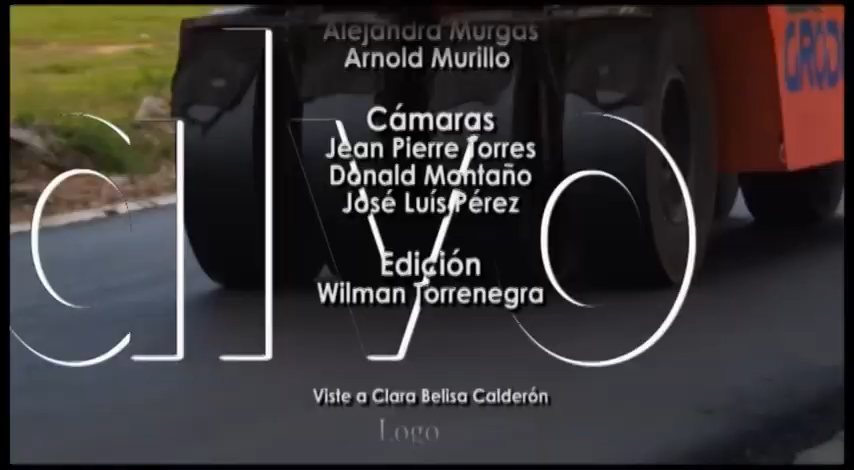 Alejandra Murgas
Arnold Murillo
Cámaras
Jean Pierre Torres
Donald Montaño
José Luís Pérez
Edición
Wilman Torrenegra
alvo
Viste a Clara Belisa Calderón
Logo